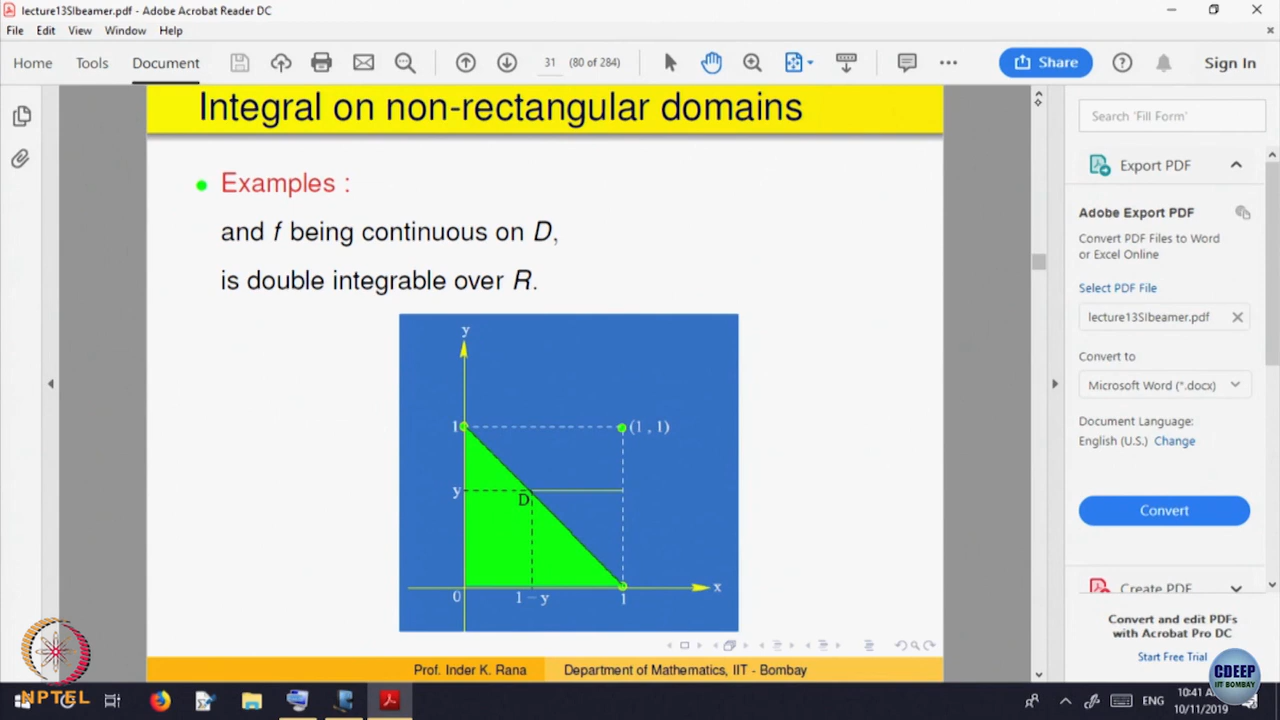 lecture13SIbeamer.pdf - Adobe Acrobat Reader DC
File Edit View Window Help
Home Tools Document 31 (80 of 284) Share Sign In
Integral on non-rectangular domains
Examples :
and f being continuous on D,
is double integrable over R.
y
1
(1 , 1)
y
D
0
1 – y
1
x
Prof. Inder K. Rana Department of Mathematics, IIT - Bombay
Search 'Fill Form'
Export PDF
Adobe Export PDF
Convert PDF Files to Word
or Excel Online
Select PDF File
lecture13SIbeamer.pdf
Convert to
Microsoft Word (*.docx)
Document Language:
English (U.S.) Change
Convert
Create PDF
Convert and edit PDFs
with Acrobat Pro DC
Start Free Trial
NPTEL
CDEEP
IIT BOMBAY
ENG
10:41
10/11/2019